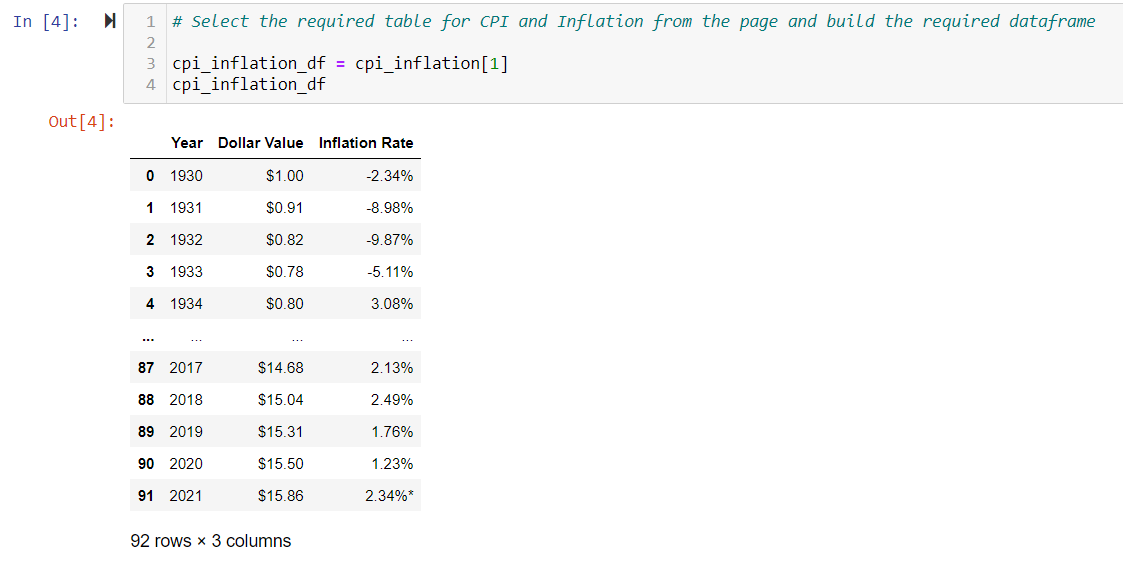 In [4]: 1 # Select the required table for CPI and Inflation from the page and build the required dataframe
2
3 cpi_inflation_df = cpi_inflation[1]
4 cpi_inflation_df
Out[4]:
Year Dollar Value Inflation Rate
0 1930 $1.00 -2.34%
1 1931 $0.91 -8.98%
2 1932 $0.82 -9.87%
3 1933 $0.78 -5.11%
4 1934 $0.80 3.08%
... ... ... ...
87 2017 $14.68 2.13%
88 2018 $15.04 2.49%
89 2019 $15.31 1.76%
90 2020 $15.50 1.23%
91 2021 $15.86 2.34%*
92 rows × 3 columns